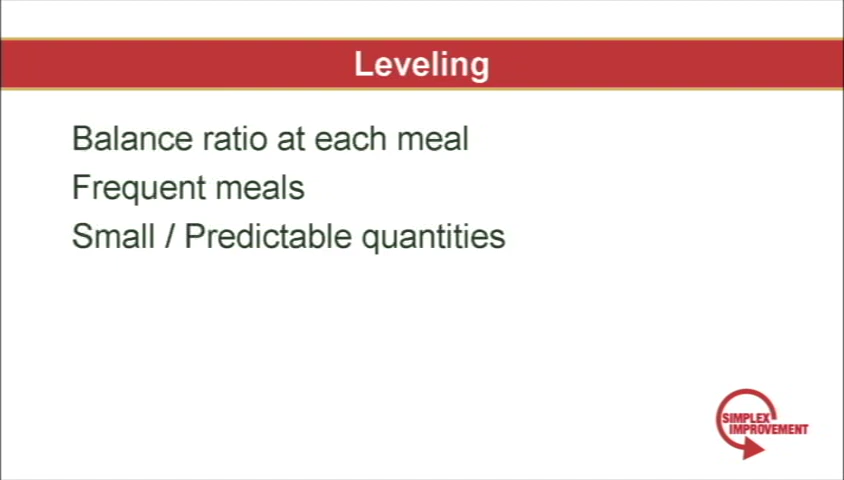 Leveling
Balance ratio at each meal
Frequent meals
Small / Predictable quantities
SIMPLEX
IMPROVEMENT